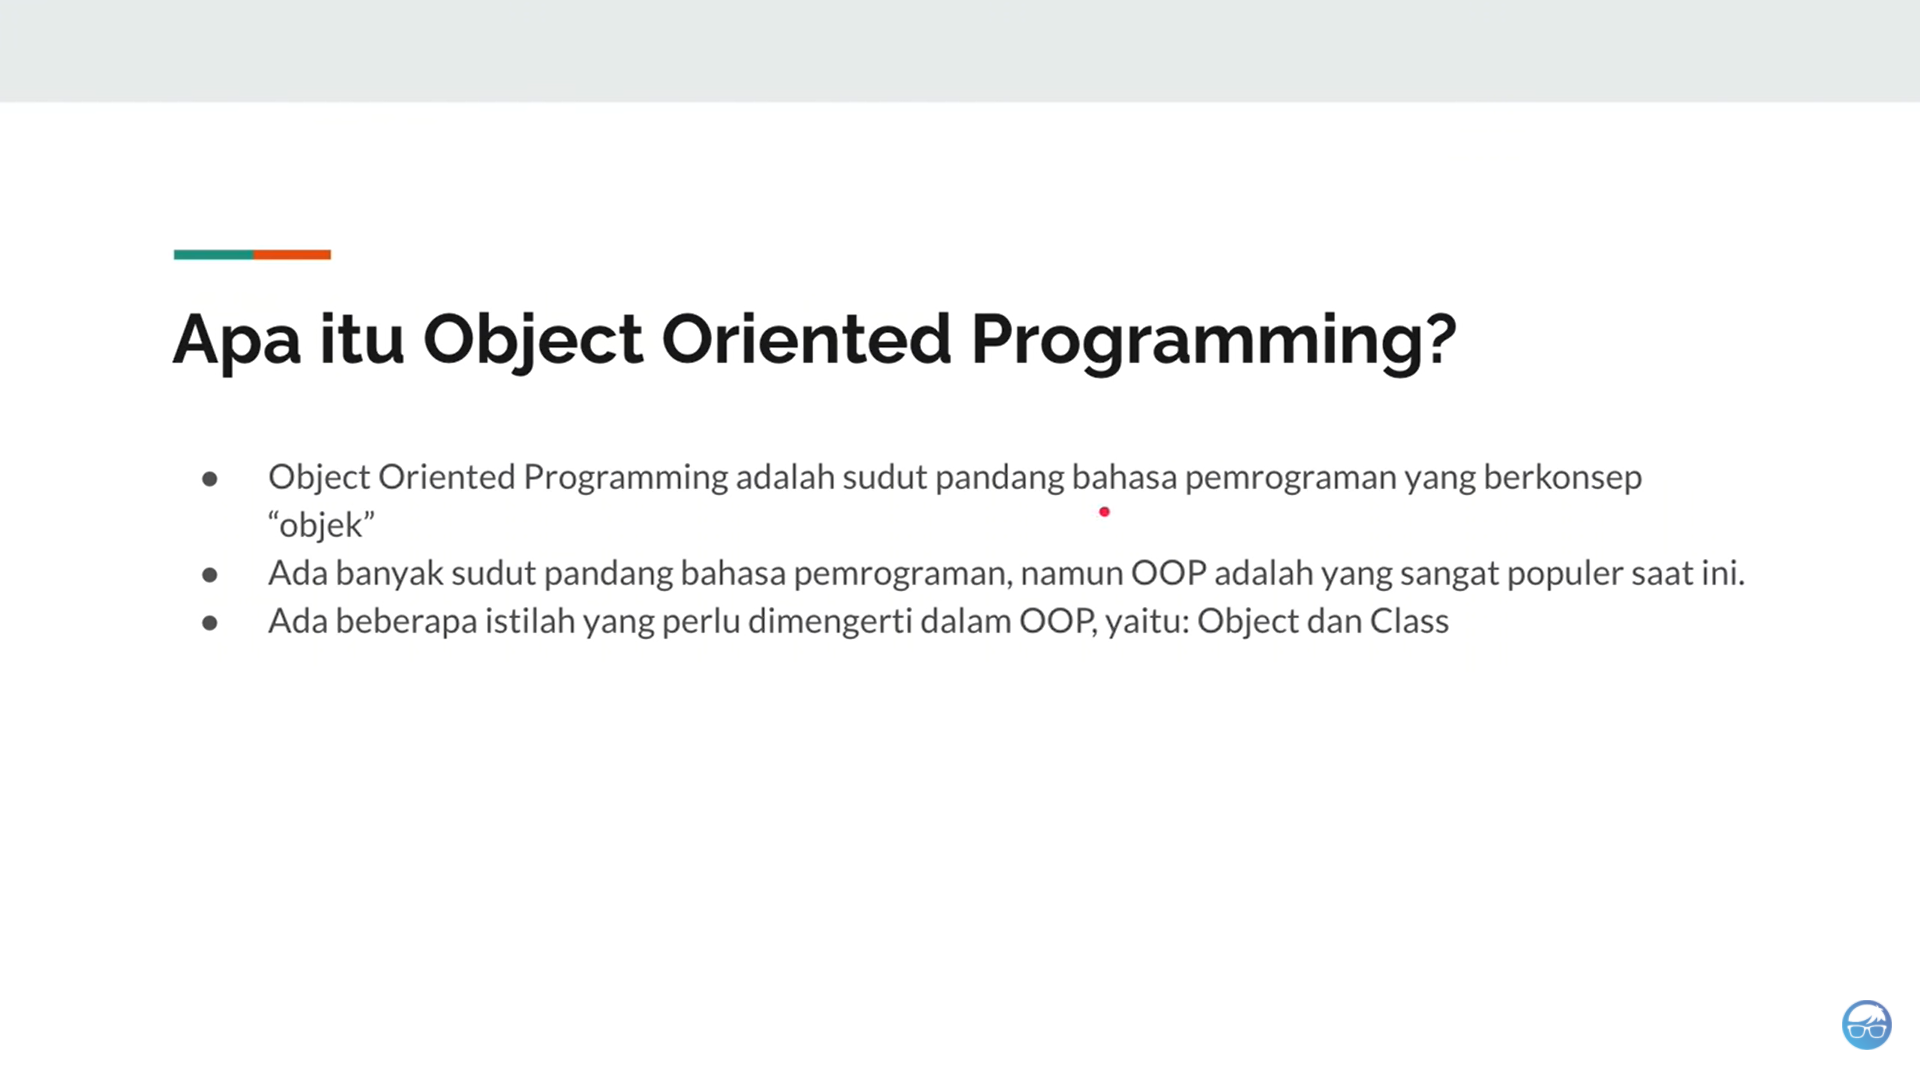 Apa itu Object Oriented Programming?
● Object Oriented Programming adalah sudut pandang bahasa pemrograman yang berkonsep
“objek”
● Ada banyak sudut pandang bahasa pemrograman, namun OOP adalah yang sangat populer saat ini.
● Ada beberapa istilah yang perlu dimengerti dalam OOP, yaitu: Object dan Class